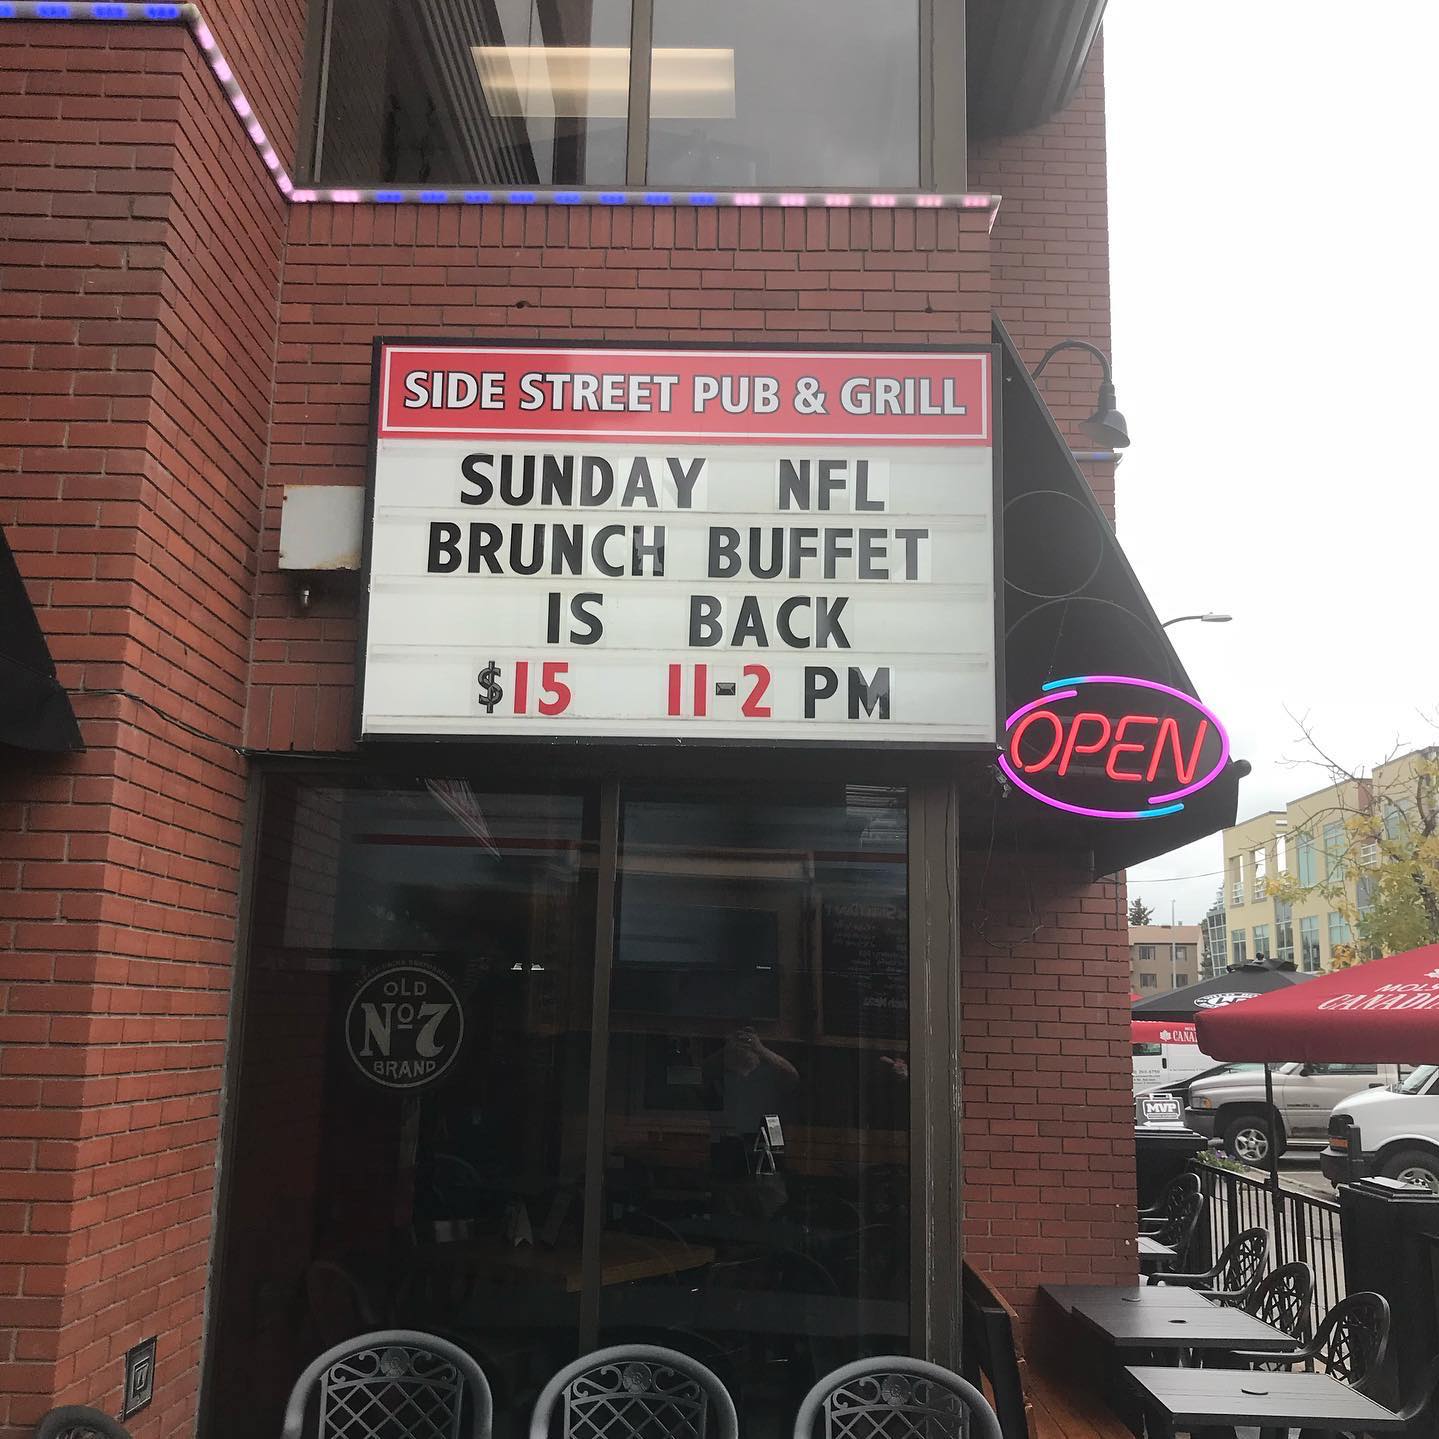 SIDE STREET PUB & GRILL
SUNDAY NFL
BRUNCH BUFFET
IS BACK
$15 11-2 PM
OPEN
OLD
No7
BRAND
CANADIAN
MVP